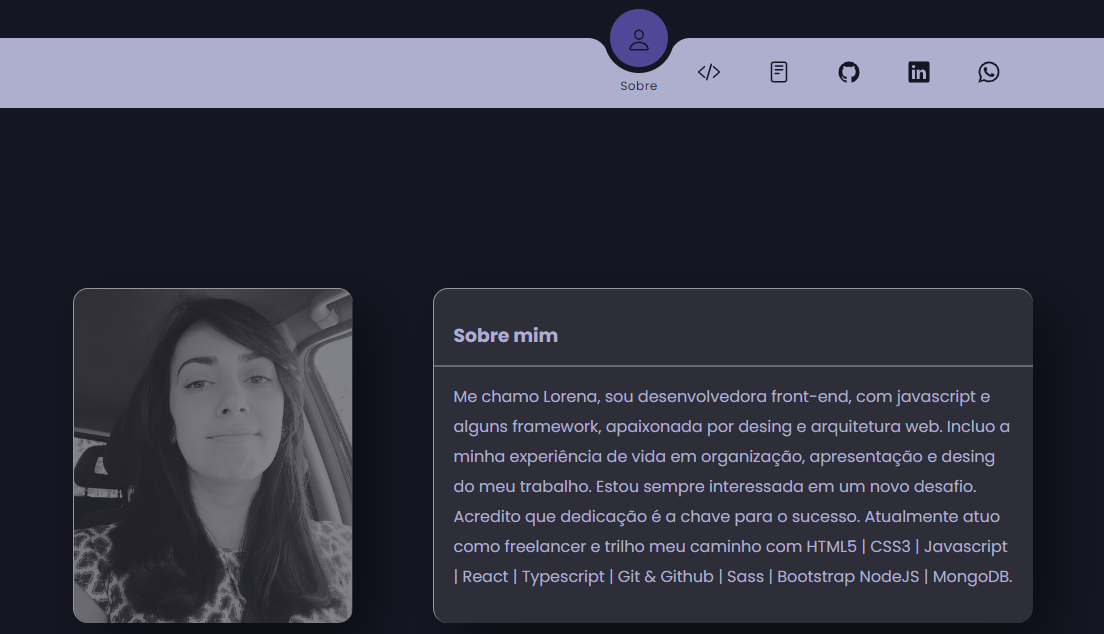 Sobre
Sobre mim
Me chamo Lorena, sou desenvolvedora front-end, com javascript e
alguns framework, apaixonada por desing e arquitetura web. Incluo a
minha experiência de vida em organização, apresentação e desing
do meu trabalho. Estou sempre interessada em um novo desafio.
Acredito que dedicação é a chave para o sucesso. Atualmente atuo
como freelancer e trilho meu caminho com HTML5 | CSS3 | Javascript
| React | Typescript | Git & Github | Sass | Bootstrap NodeJS | MongoDB.